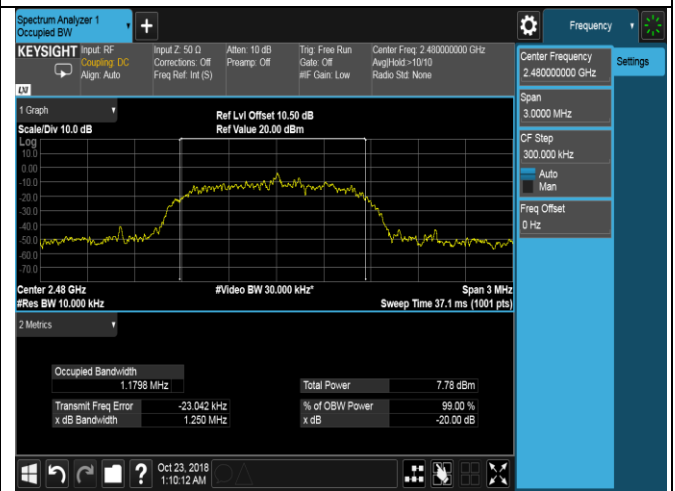 Spectrum Analyzer 1
Occupied BW
+
Frequency
KEYSIGHT
Input: RF
Coupling: DC
Align: Auto
Input Z: 50 Ω
Corrections: Off
Freq Ref: Int (S)
Atten: 10 dB
Preamp: Off
Trig: Free Run
Gate: Off
#IF Gain: Low
Center Freq: 2.480000000 GHz
Avg|Hold:>10/10
Radio Std: None
LXI
Center Frequency
2.480000000 GHz
Settings
Span
3.0000 MHz
CF Step
300.000 kHz
Auto
Man
Freq Offset
0 Hz
1 Graph
Scale/Div 10.0 dB
Ref Lvl Offset 10.50 dB
Ref Value 20.00 dBm
Log
10.0
0.00
-10.0
-20.0
-30.0
-40.0
-50.0
-60.0
-70.0
Center 2.48 GHz
#Res BW 10.000 kHz
#Video BW 30.000 kHz*
Span 3 MHz
Sweep Time 37.1 ms (1001 pts)
2 Metrics
Occupied Bandwidth
1.1798 MHz
Total Power 7.78 dBm
Transmit Freq Error -23.042 kHz
% of OBW Power 99.00 %
x dB Bandwidth 1.250 MHz
x dB -20.00 dB
?
Oct 23, 2018
1:10:12 AM